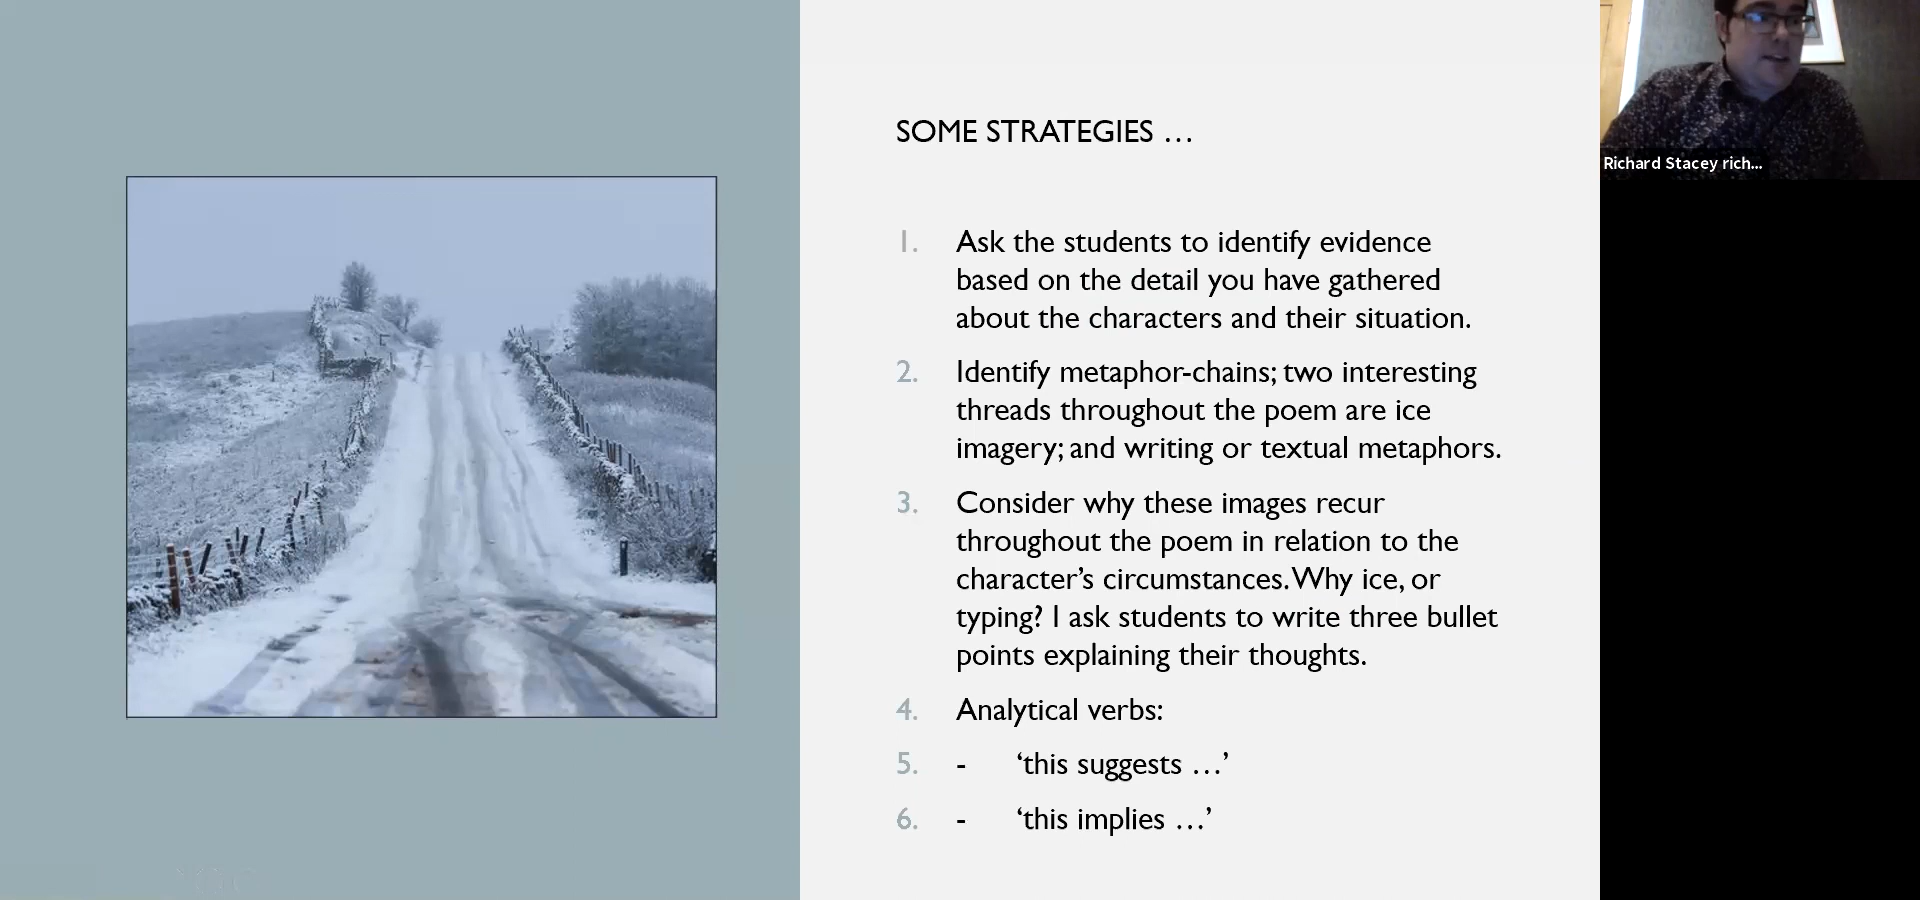 SOME STRATEGIES …
1. Ask the students to identify evidence
based on the detail you have gathered
about the characters and their situation.
2. Identify metaphor-chains; two interesting
threads throughout the poem are ice
imagery; and writing or textual metaphors.
3. Consider why these images recur
throughout the poem in relation to the
character’s circumstances. Why ice, or
typing? I ask students to write three bullet
points explaining their thoughts.
4. Analytical verbs:
5. - ‘this suggests …’
6. - ‘this implies …’
Richard Stacey rich...